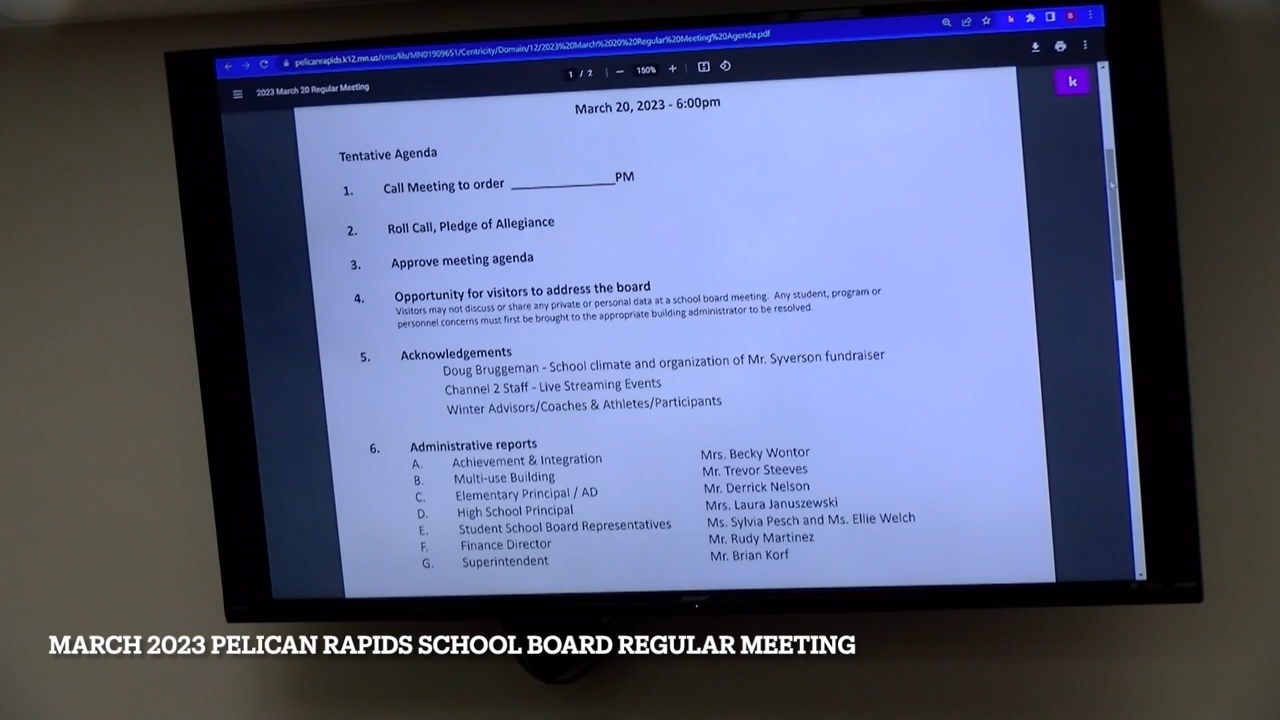 pelicanrapids.k12.mn.us/cms/lib/MN01909651/Centricity/Domain/12/2023%20March%2020%20Regular%20Meeting%20Agenda.pdf
2023 March 20 Regular Meeting
1 / 2
150%
k
March 20, 2023 - 6:00pm
Tentative Agenda
1. Call Meeting to order ____________PM
2. Roll Call, Pledge of Allegiance
3. Approve meeting agenda
4. Opportunity for visitors to address the board
Visitors may not discuss or share any private or personal data at a school board meeting. Any student, program or
personnel concerns must first be brought to the appropriate building administrator to be resolved.
5. Acknowledgements
Doug Bruggeman - School climate and organization of Mr. Syverson fundraiser
Channel 2 Staff - Live Streaming Events
Winter Advisors/Coaches & Athletes/Participants
6. Administrative reports
A. Achievement & Integration Mrs. Becky Wontor
B. Multi-use Building Mr. Trevor Steeves
C. Elementary Principal / AD Mr. Derrick Nelson
D. High School Principal Mrs. Laura Januszewski
E. Student School Board Representatives Ms. Sylvia Pesch and Ms. Ellie Welch
F. Finance Director Mr. Rudy Martinez
G. Superintendent Mr. Brian Korf
MARCH 2023 PELICAN RAPIDS SCHOOL BOARD REGULAR MEETING